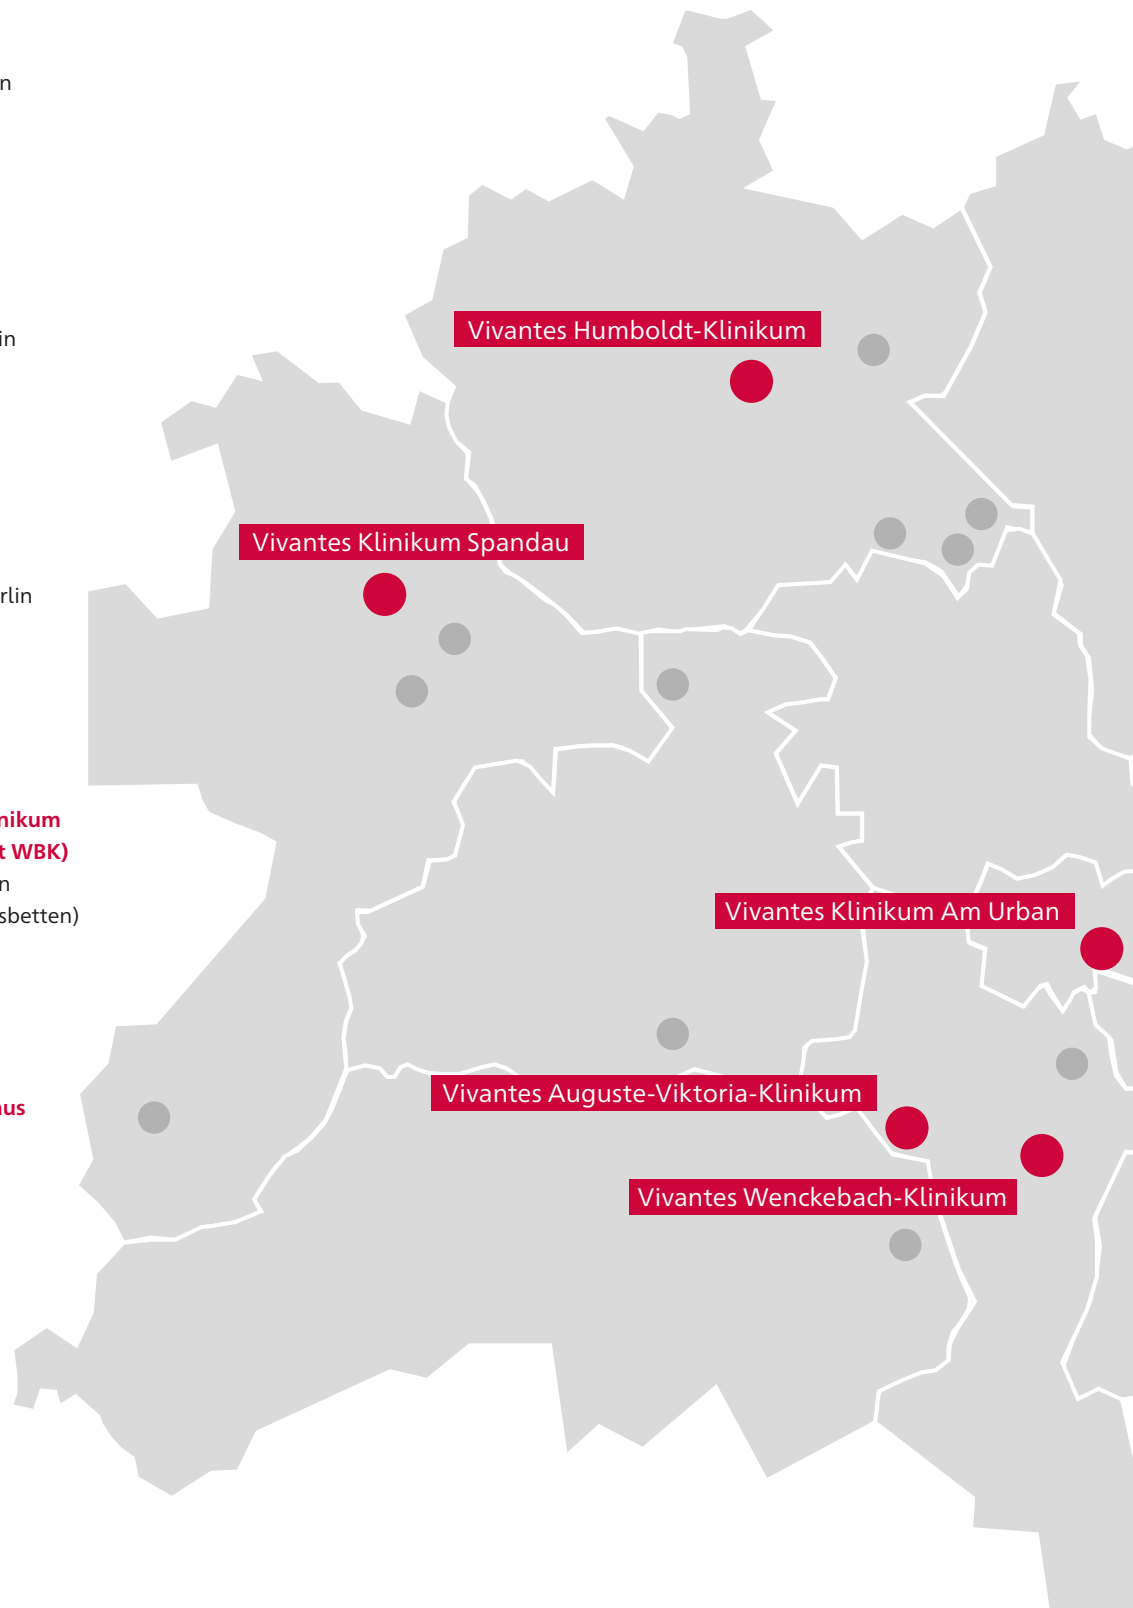 n
in
rlin
nikum
t WBK)
n
sbetten)
aus
Vivantes Humboldt-Klinikum
Vivantes Klinikum Spandau
Vivantes Klinikum Am Urban
Vivantes Auguste-Viktoria-Klinikum
Vivantes Wenckebach-Klinikum